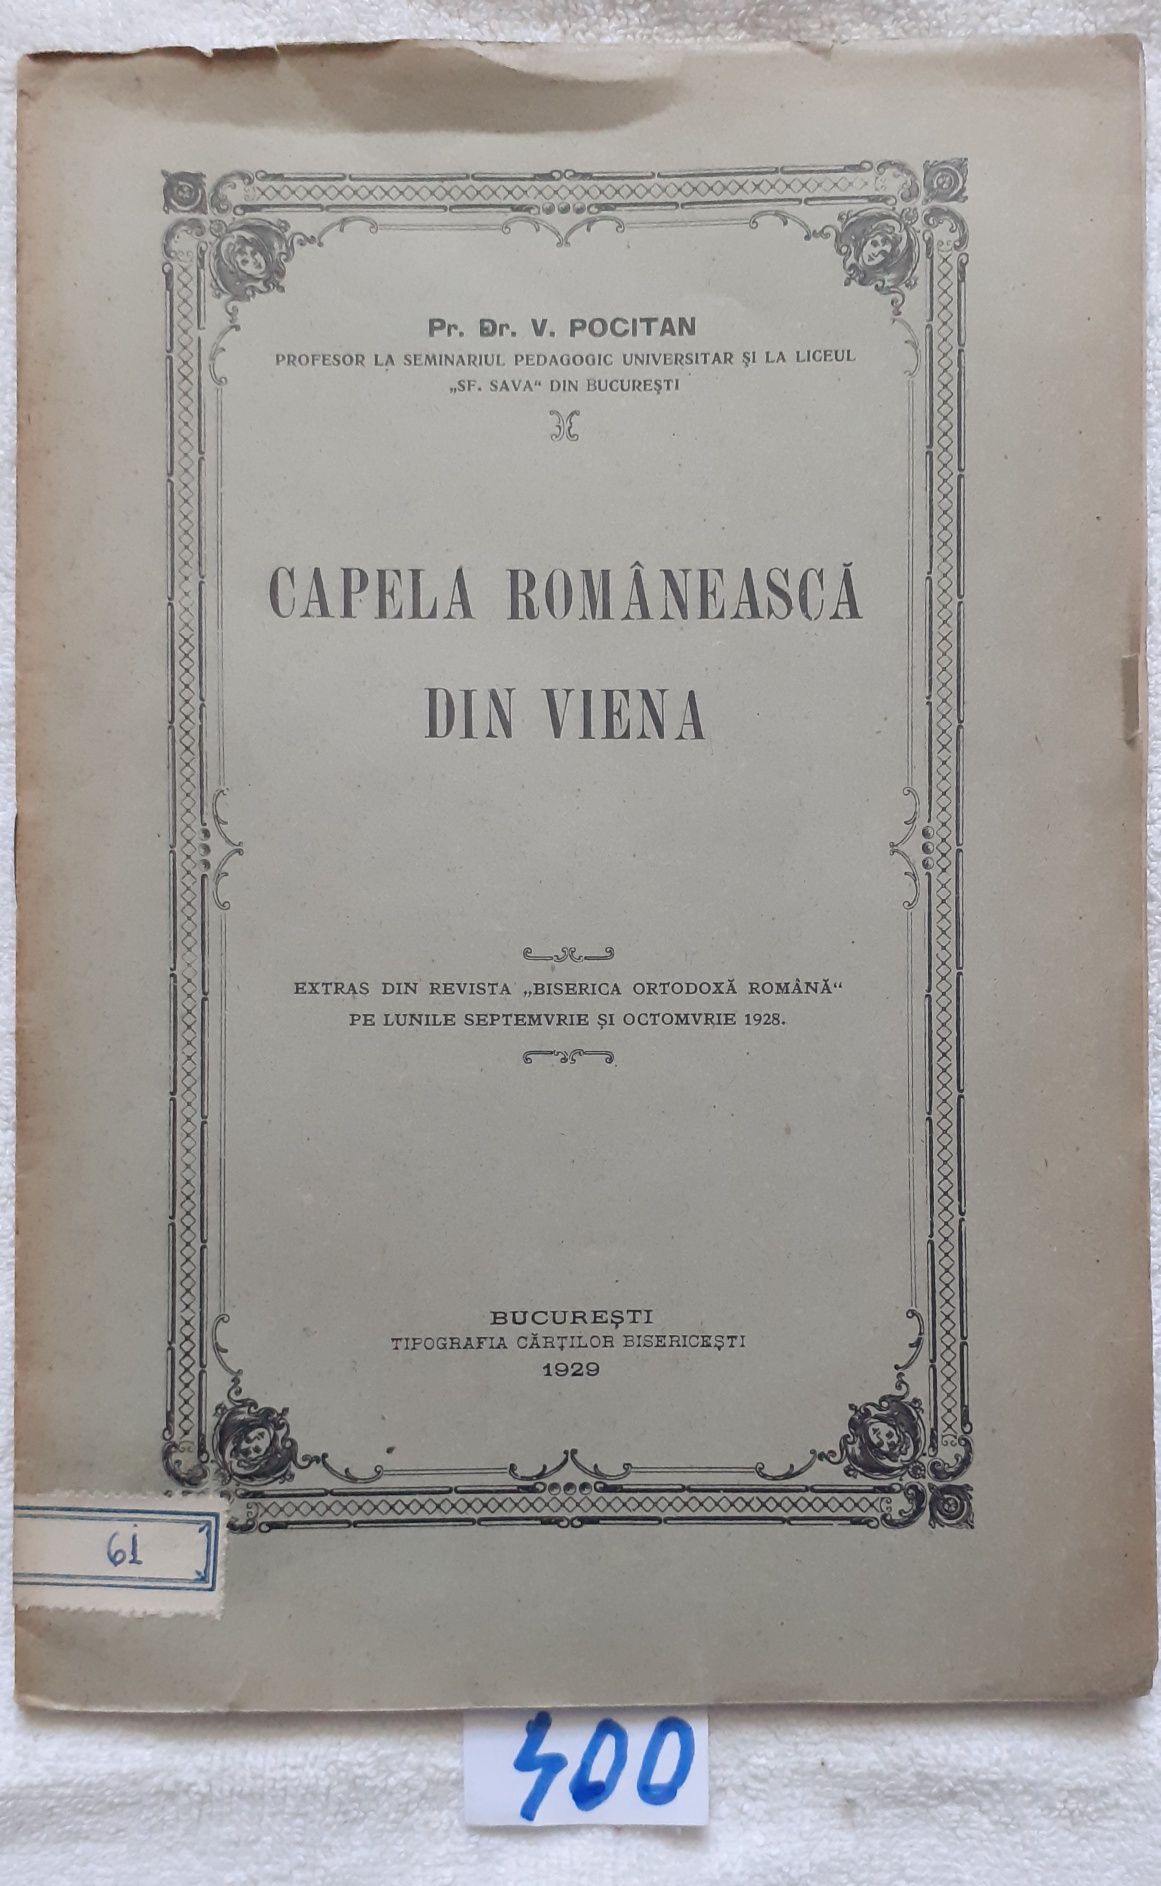 Pr. Dr. V. POCITAN
PROFESOR LA SEMINARIUL PEDAGOGIC UNIVERSITAR ŞI LA LICEUL
„SF. SAVA“ DIN BUCUREŞTI
CAPELA ROMÂNEASCĂ
DIN VIENA
EXTRAS DIN REVISTA „BISERICA ORTODOXĂ ROMÂNĂ“
PE LUNILE SEPTEMVRIE ŞI OCTOMVRIE 1928.
BUCUREŞTI
TIPOGRAFIA CĂRŢILOR BISERICEŞTI
1929
61
400